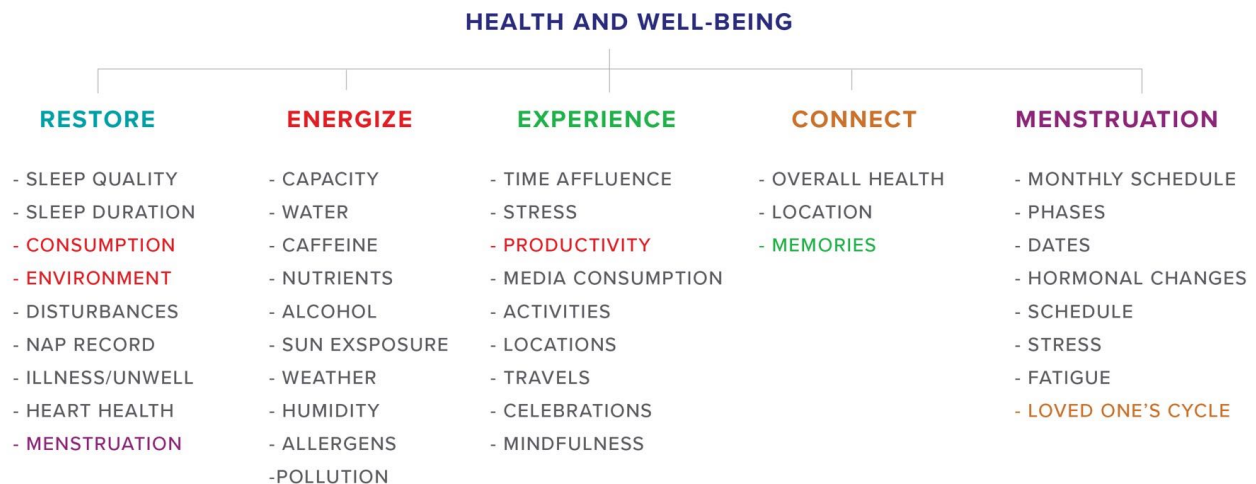 HEALTH AND WELL-BEING
RESTORE
- SLEEP QUALITY
- SLEEP DURATION
- CONSUMPTION
- ENVIRONMENT
- DISTURBANCES
- NAP RECORD
- ILLNESS/UNWELL
- HEART HEALTH
- MENSTRUATION
ENERGIZE
- CAPACITY
- WATER
- CAFFEINE
- NUTRIENTS
- ALCOHOL
- SUN EXSPOSURE
- WEATHER
- HUMIDITY
- ALLERGENS
-POLLUTION
EXPERIENCE
- TIME AFFLUENCE
- STRESS
- PRODUCTIVITY
- MEDIA CONSUMPTION
- ACTIVITIES
- LOCATIONS
- TRAVELS
- CELEBRATIONS
- MINDFULNESS
CONNECT
- OVERALL HEALTH
- LOCATION
- MEMORIES
MENSTRUATION
- MONTHLY SCHEDULE
- PHASES
- DATES
- HORMONAL CHANGES
- SCHEDULE
- STRESS
- FATIGUE
- LOVED ONE’S CYCLE